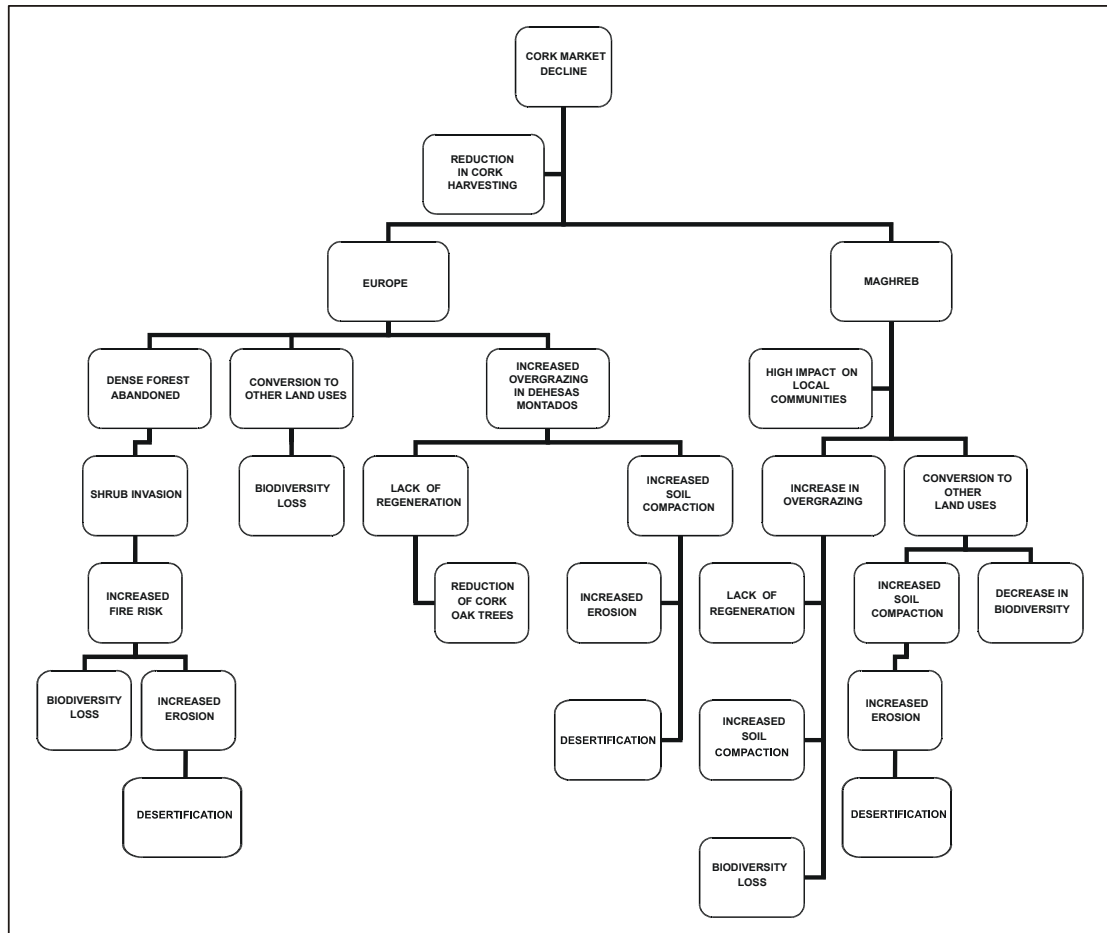 CORK MARKET
DECLINE
REDUCTION
IN CORK
HARVESTING
EUROPE
MAGHREB
DENSE FOREST
ABANDONED
CONVERSION TO
OTHER LAND USES
INCREASED
OVERGRAZING
IN DEHESAS
MONTADOS
HIGH IMPACT ON
LOCAL
COMMUNITIES
SHRUB INVASION
BIODIVERSITY
LOSS
LACK OF
REGENERATION
INCREASED
SOIL
COMPACTION
INCREASE IN
OVERGRAZING
CONVERSION TO
OTHER
LAND USES
INCREASED
FIRE RISK
REDUCTION
OF CORK
OAK TREES
INCREASED
EROSION
LACK OF
REGENERATION
INCREASED
SOIL
COMPACTION
DECREASE IN
BIODIVERSITY
BIODIVERSITY
LOSS
INCREASED
EROSION
DESERTIFICATION
INCREASED
SOIL
COMPACTION
INCREASED
EROSION
DESERTIFICATION
DESERTIFICATION
BIODIVERSITY
LOSS